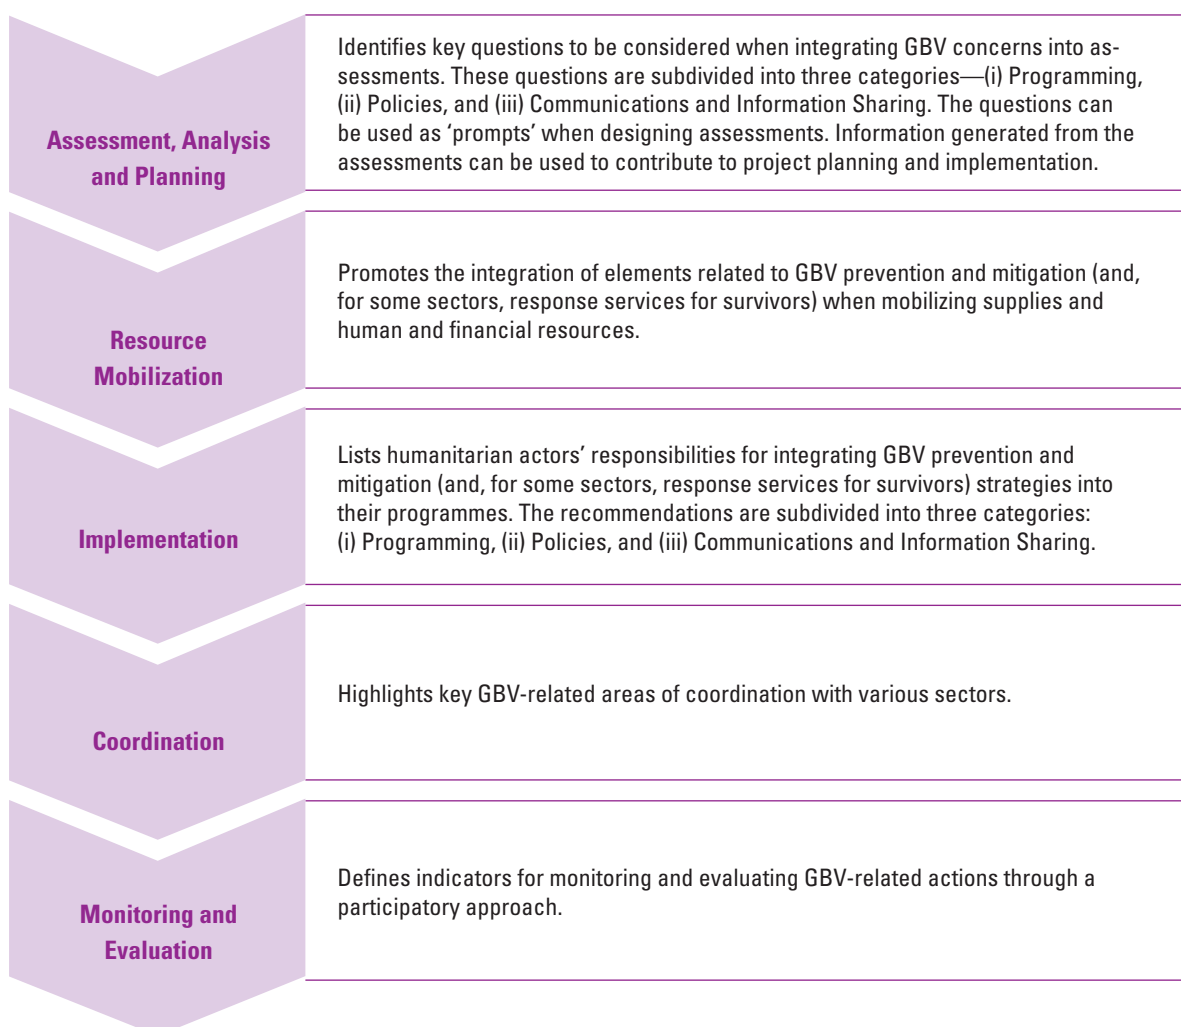 Assessment, Analysis
and Planning
Identifies key questions to be considered when integrating GBV concerns into as-
sessments. These questions are subdivided into three categories—(i) Programming,
(ii) Policies, and (iii) Communications and Information Sharing. The questions can
be used as ‘prompts’ when designing assessments. Information generated from the
assessments can be used to contribute to project planning and implementation.
Resource
Mobilization
Promotes the integration of elements related to GBV prevention and mitigation (and,
for some sectors, response services for survivors) when mobilizing supplies and
human and financial resources.
Implementation
Lists humanitarian actors’ responsibilities for integrating GBV prevention and
mitigation (and, for some sectors, response services for survivors) strategies into
their programmes. The recommendations are subdivided into three categories:
(i) Programming, (ii) Policies, and (iii) Communications and Information Sharing.
Coordination
Highlights key GBV-related areas of coordination with various sectors.
Monitoring and
Evaluation
Defines indicators for monitoring and evaluating GBV-related actions through a
participatory approach.